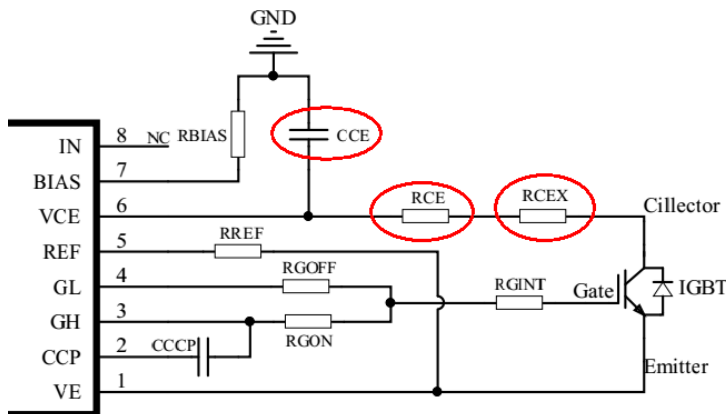 GND
RBIAS
CCE
IN 8 NC
BIAS 7
VCE 6 RCE RCEX Cillector
REF 5 RREF
GL 4 RGOFF
RGINT Gate IGBT
GH 3 RGON
CCP 2 CCCP
VE 1 Emitter